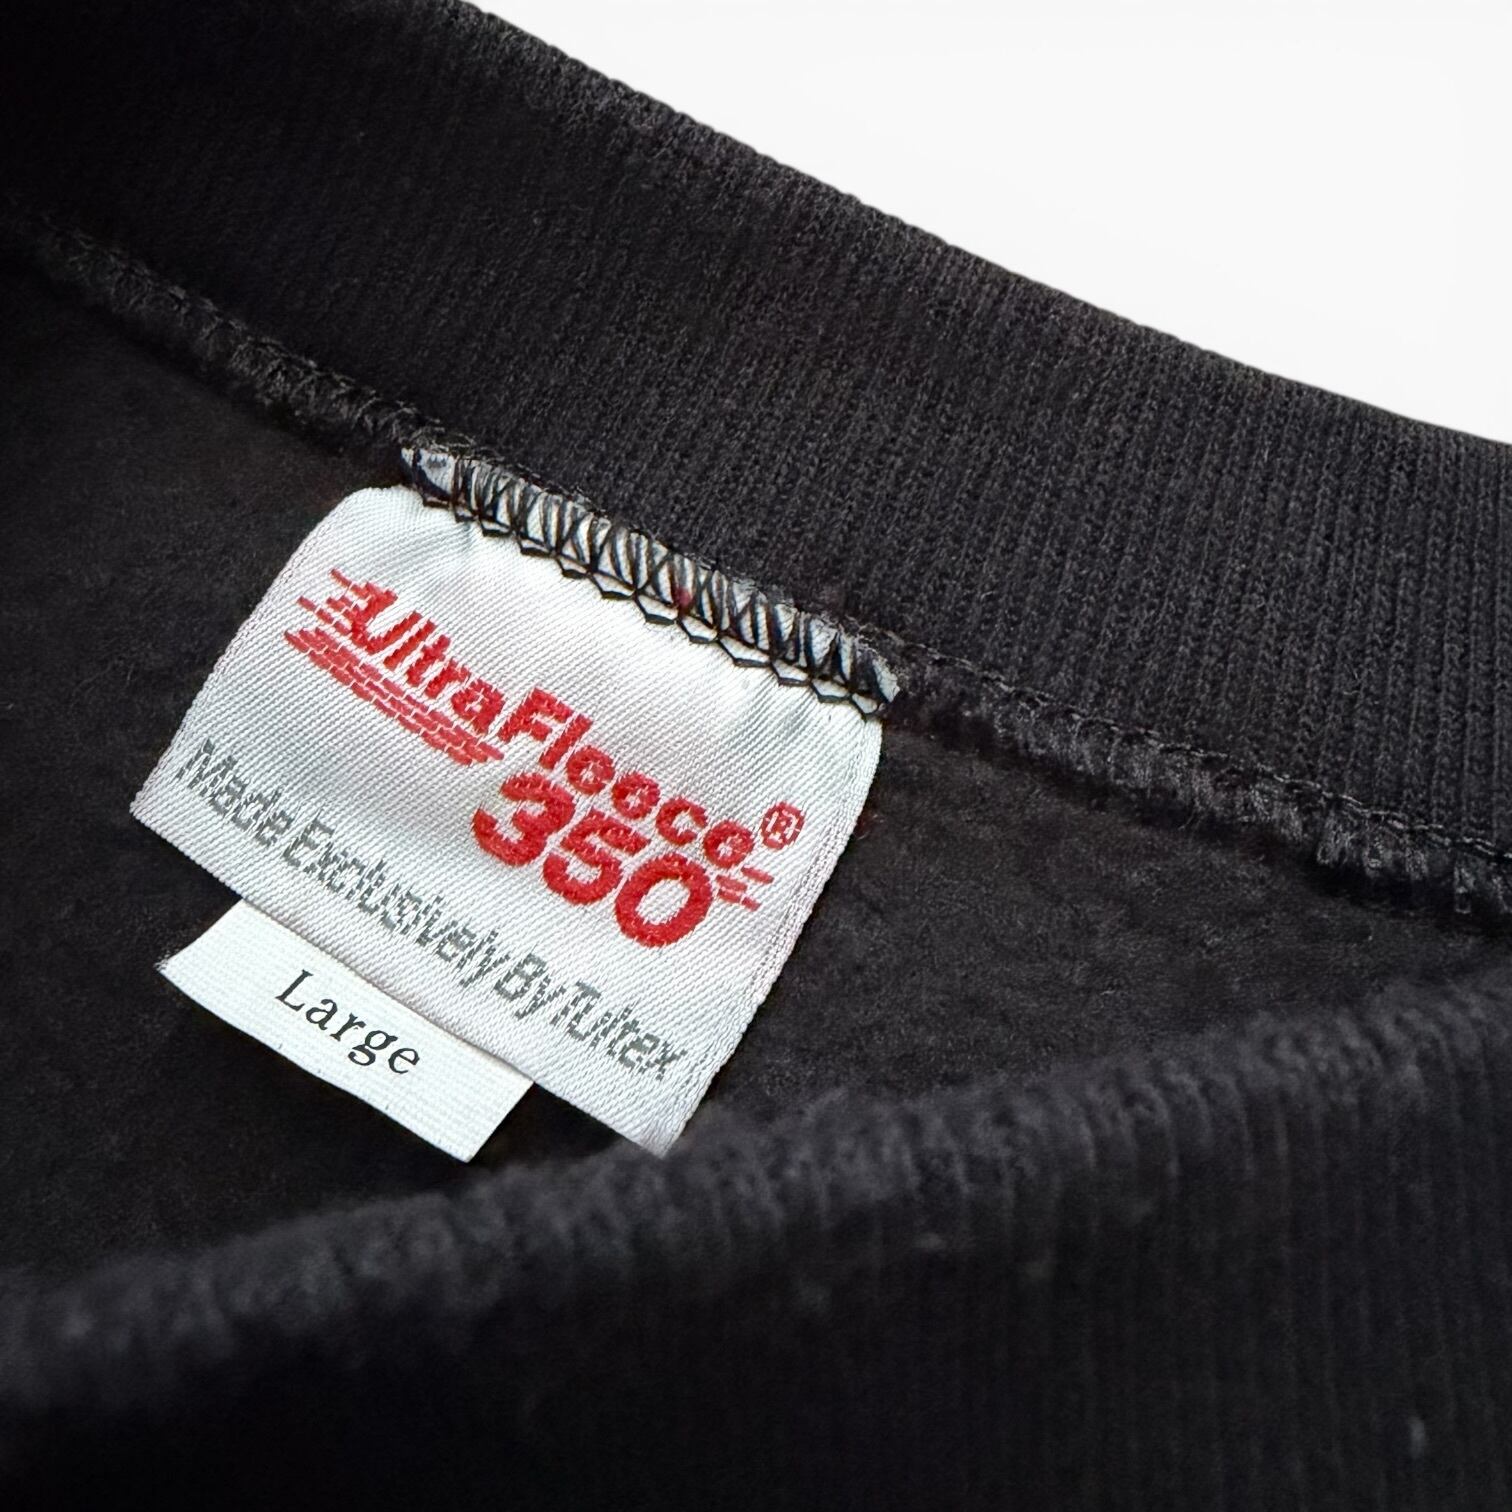 UltraFleece®
350
Made Exclusively By Tultex
Large